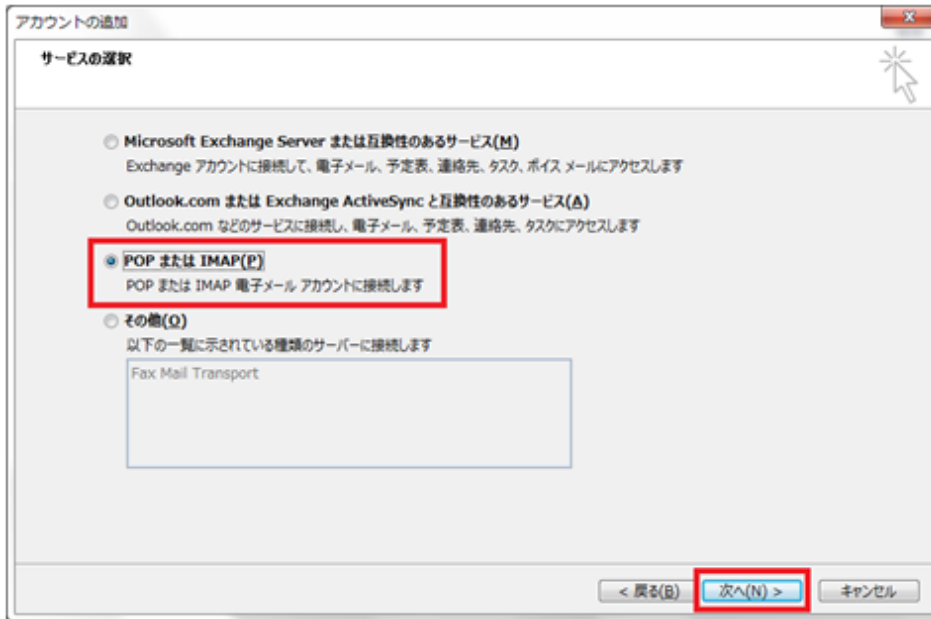 アカウントの追加
サービスの選択
Microsoft Exchange Server または互換性のあるサービス(M)
Exchange アカウントに接続して、電子メール、予定表、連絡先、タスク、ボイス メールにアクセスします
Outlook.com または Exchange ActiveSync と互換性のあるサービス(A)
Outlook.com などのサービスに接続し、電子メール、予定表、連絡先、タスクにアクセスします
POP または IMAP(P)
POP または IMAP 電子メール アカウントに接続します
その他(O)
以下の一覧に示されている種類のサーバーに接続します
Fax Mail Transport
< 戻る(B) 次へ(N) > キャンセル